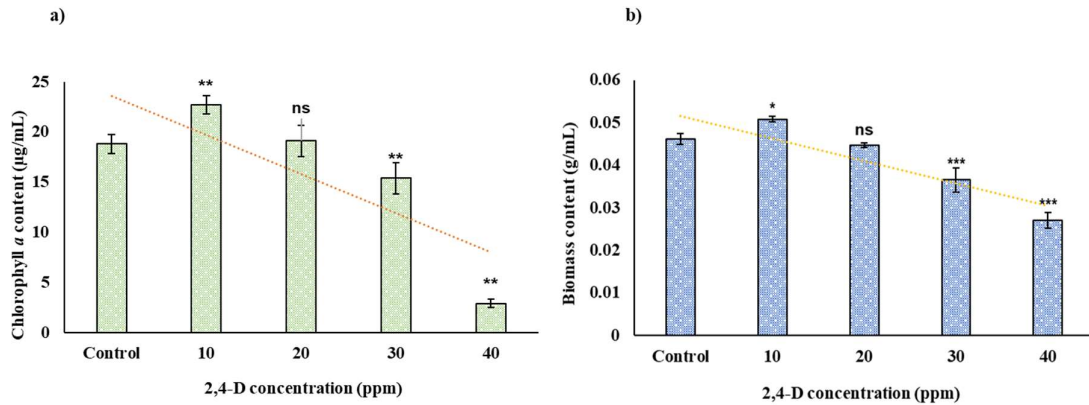 a)
Chlorophyll a content (µg/mL)
25
20
15
10
5
0
**
ns
**
**
Control 10 20 30 40
2,4-D concentration (ppm)
b)
Biomass content (g/mL)
0.06
0.05
0.04
0.03
0.02
0.01
0
*
ns
***
***
Control 10 20 30 40
2,4-D concentration (ppm)